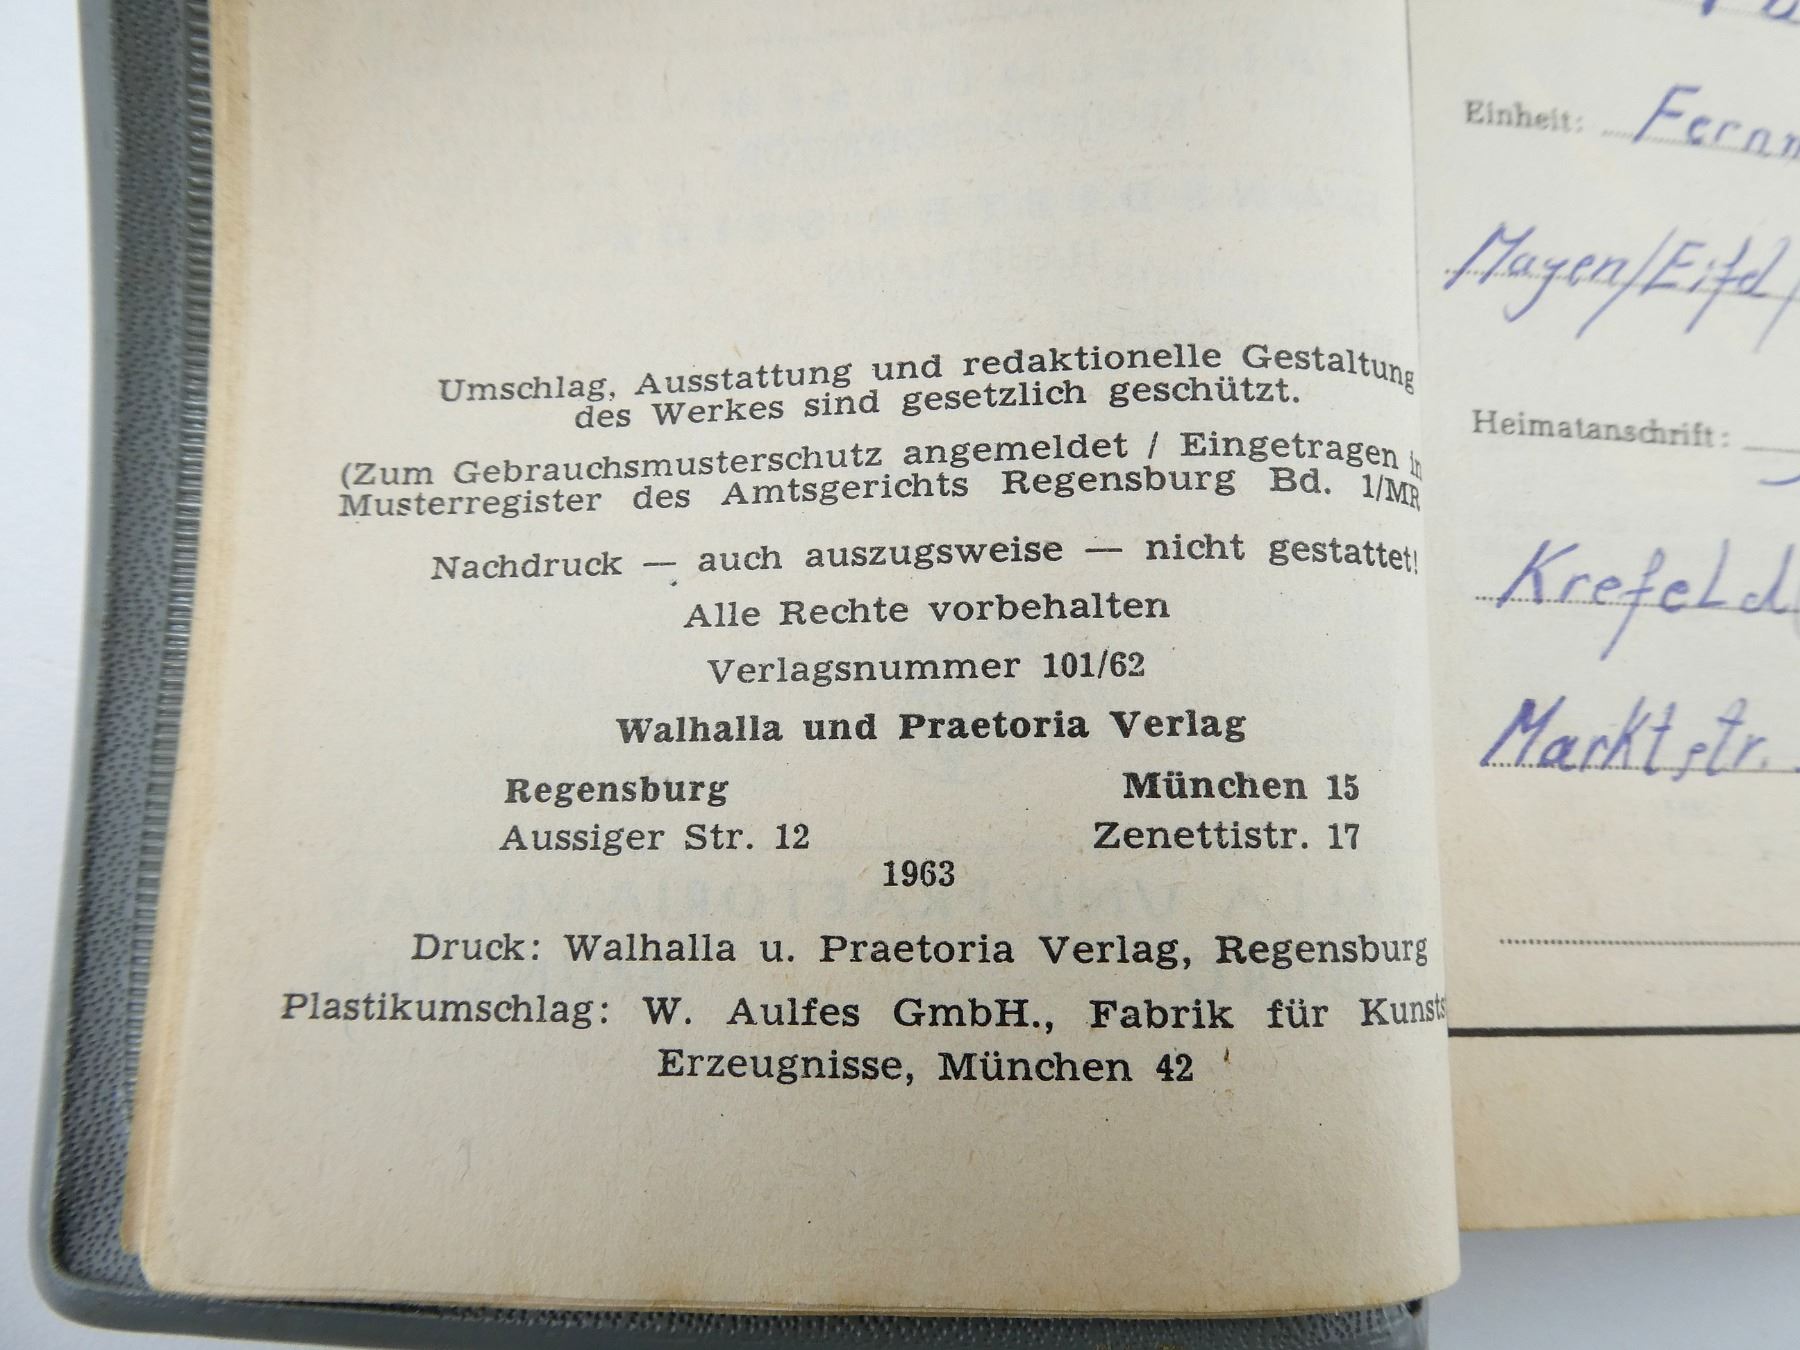 Umschlag, Ausstattung und redaktionelle Gestaltung
des Werkes sind gesetzlich geschützt.
(Zum Gebrauchsmusterschutz angemeldet / Eingetragen in
Musterregister des Amtsgerichts Regensburg Bd. 1/MR
Nachdruck — auch auszugsweise — nicht gestattet!
Alle Rechte vorbehalten
Verlagsnummer 101/62
Walhalla und Praetoria Verlag
Regensburg München 15
Aussiger Str. 12 Zenettistr. 17
1963
Druck: Walhalla u. Praetoria Verlag, Regensburg
Plastikumschlag: W. Aulfes GmbH., Fabrik für Kunsts
Erzeugnisse, München 42
Einheit: Fernm
Mayen/Eifel/
Heimatanschrift:
Krefeld
Marktstr.